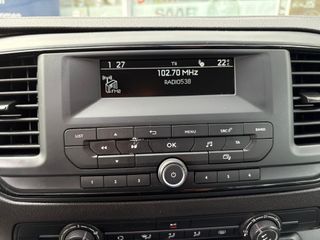 1 27 TA 22
102.70 MHz
RADIO538
FM2
LIST MENU SRC BAND
OK
1 2 3 4 5 6